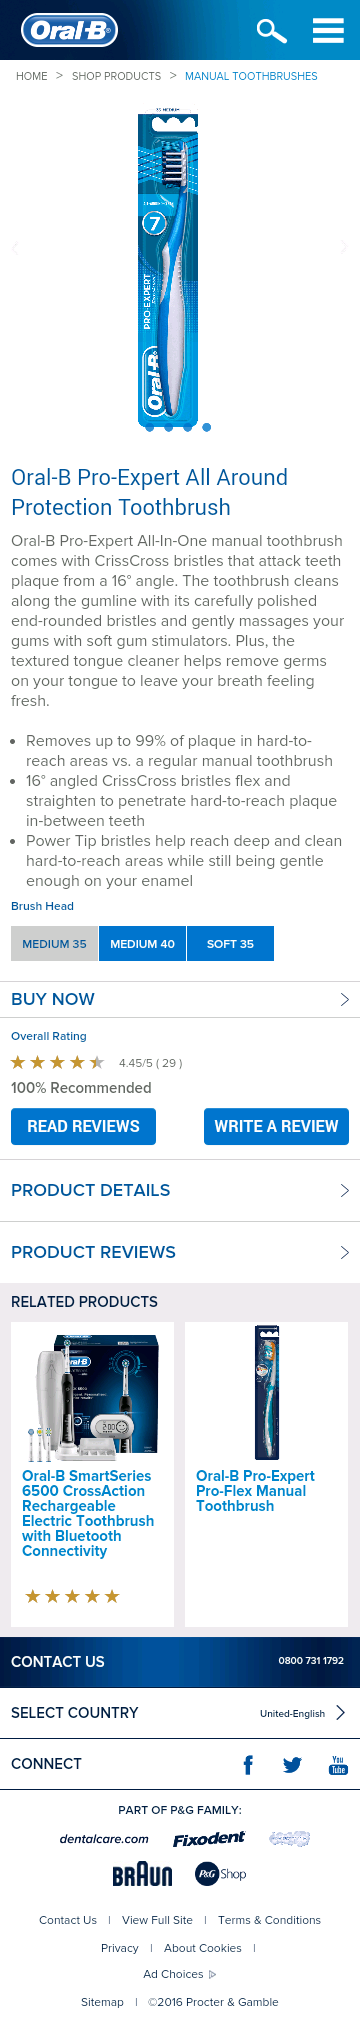 Oral-B
HOME > SHOP PRODUCTS > MANUAL TOOTHBRUSHES
35 MEDIUM
7
PRO-EXPERT
Oral-B
Oral-B Pro-Expert All Around
Protection Toothbrush
Oral-B Pro-Expert All-In-One manual toothbrush
comes with CrissCross bristles that attack teeth
plaque from a 16° angle. The toothbrush cleans
along the gumline with its carefully polished
end-rounded bristles and gently massages your
gums with soft gum stimulators. Plus, the
textured tongue cleaner helps remove germs
on your tongue to leave your breath feeling
fresh.
• Removes up to 99% of plaque in hard-to-
reach areas vs. a regular manual toothbrush
• 16° angled CrissCross bristles flex and
straighten to penetrate hard-to-reach plaque
in-between teeth
• Power Tip bristles help reach deep and clean
hard-to-reach areas while still being gentle
enough on your enamel
Brush Head
MEDIUM 35 MEDIUM 40 SOFT 35
BUY NOW
Overall Rating
4.45/5 ( 29 )
100% Recommended
READ REVIEWS WRITE A REVIEW
PRODUCT DETAILS
PRODUCT REVIEWS
RELATED PRODUCTS
Oral-B
Oral-B SmartSeries
6500 CrossAction
Rechargeable
Electric Toothbrush
with Bluetooth
Connectivity
Oral-B Pro-Expert
Pro-Flex Manual
Toothbrush
CONTACT US 0800 731 1792
SELECT COUNTRY United-English
CONNECT You Tube
PART OF P&G FAMILY:
dentalcare.com Fixodent
BRAUN P&G Shop
Contact Us | View Full Site | Terms & Conditions
Privacy | About Cookies |
Ad Choices
Sitemap | ©2016 Procter & Gamble